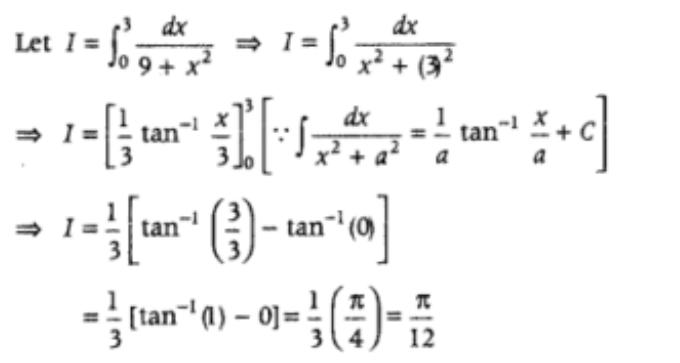 Let I = ∫₀³ dx/(9 + x²) ⇒ I = ∫₀³ dx/(x² + (3)²)
⇒ I = [1/3 tan⁻¹ x/3]₀³ [∵ ∫ dx/(x² + a²) = 1/a tan⁻¹ x/a + C]
⇒ I = 1/3 [tan⁻¹ (3/3) − tan⁻¹ (0)]
= 1/3 [tan⁻¹ (1) − 0] = 1/3 (π/4) = π/12